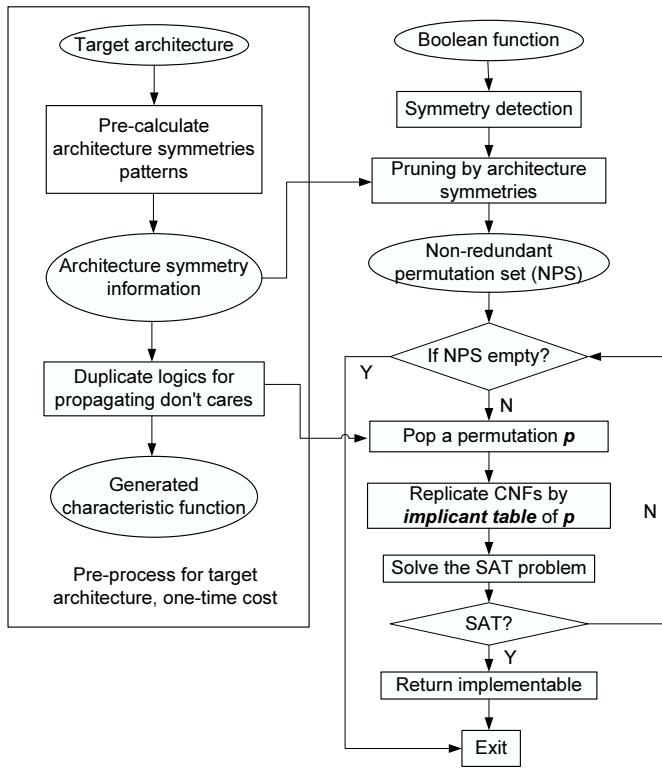 Target architecture
Pre-calculate
architecture symmetries
patterns
Architecture symmetry
information
Duplicate logics for
propagating don't cares
Generated
characteristic function
Pre-process for target
architecture, one-time cost
Boolean function
Symmetry detection
Pruning by architecture
symmetries
Non-redundant
permutation set (NPS)
If NPS empty?
Y
N
Pop a permutation p
Replicate CNFs by
implicant table of p
N
Solve the SAT problem
SAT?
Y
Return implementable
Exit